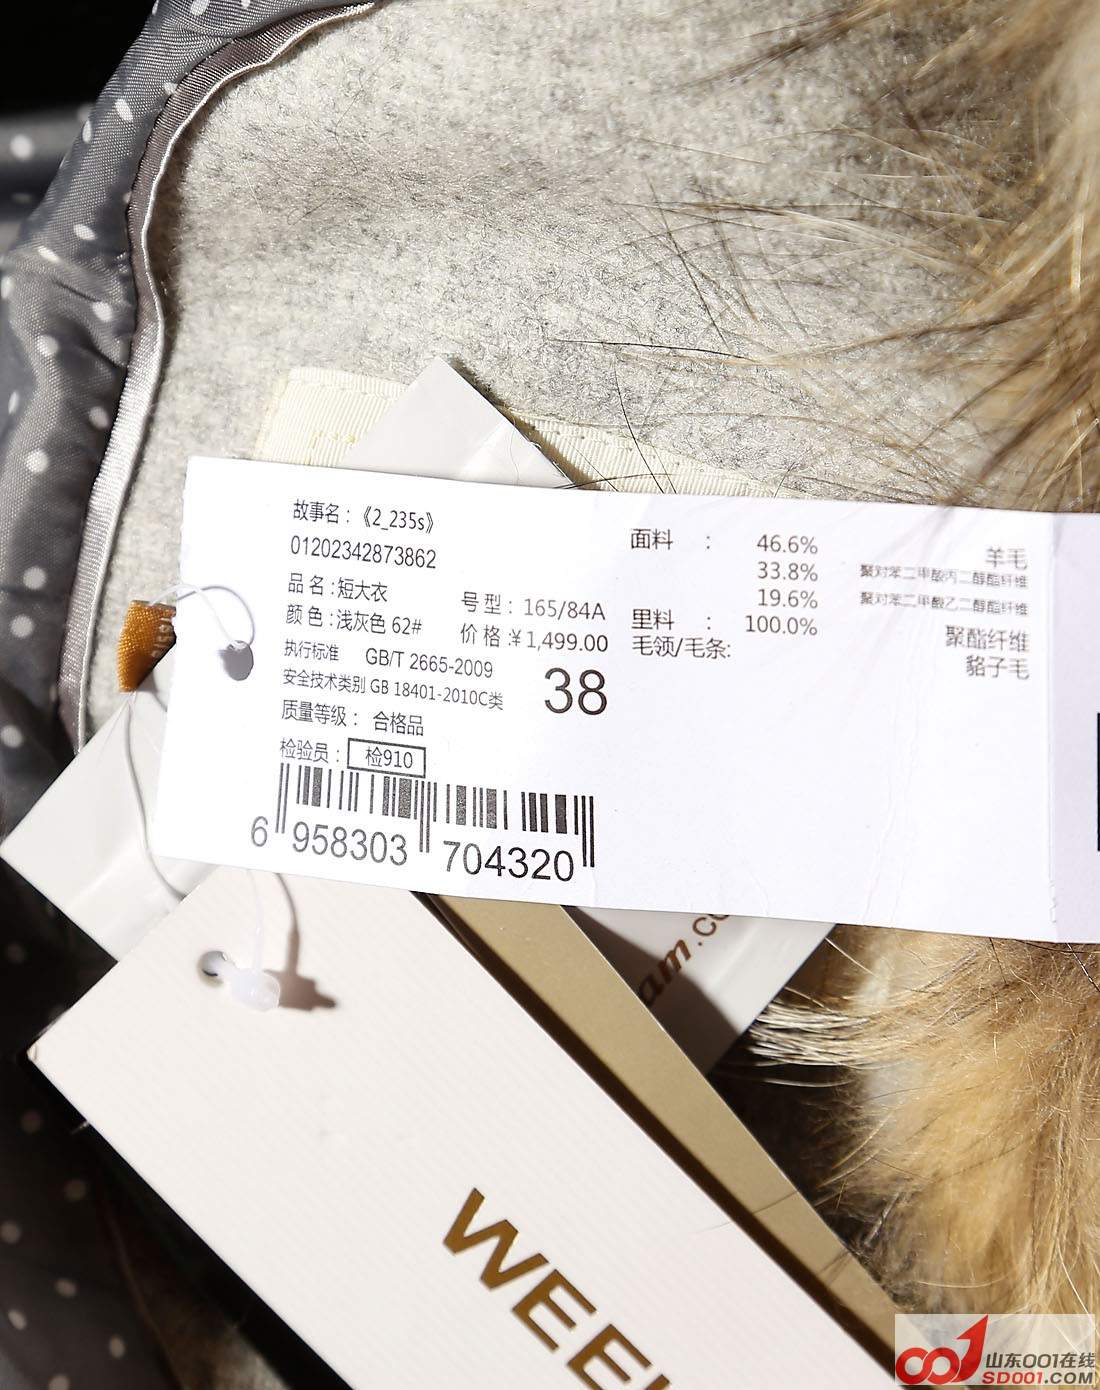 故事名：《2_235s》
01202342873862
品 名：短大衣
颜 色：浅灰色 62#
执行标准 GB/T 2665-2009
安全技术类别 GB 18401-2010C类
质量等级： 合格品
检验员： 检910
号 型：165/84A
价 格：¥1,499.00
38
面料 ： 46.6% 羊毛
33.8% 聚对苯二甲酸丙二醇酯纤维
19.6% 聚对苯二甲酸乙二醇酯纤维
里料 ： 100.0% 聚酯纤维
毛领/毛条: 貉子毛
6 958303 704320
am.co
WEE
山东001在线
SD001.COM